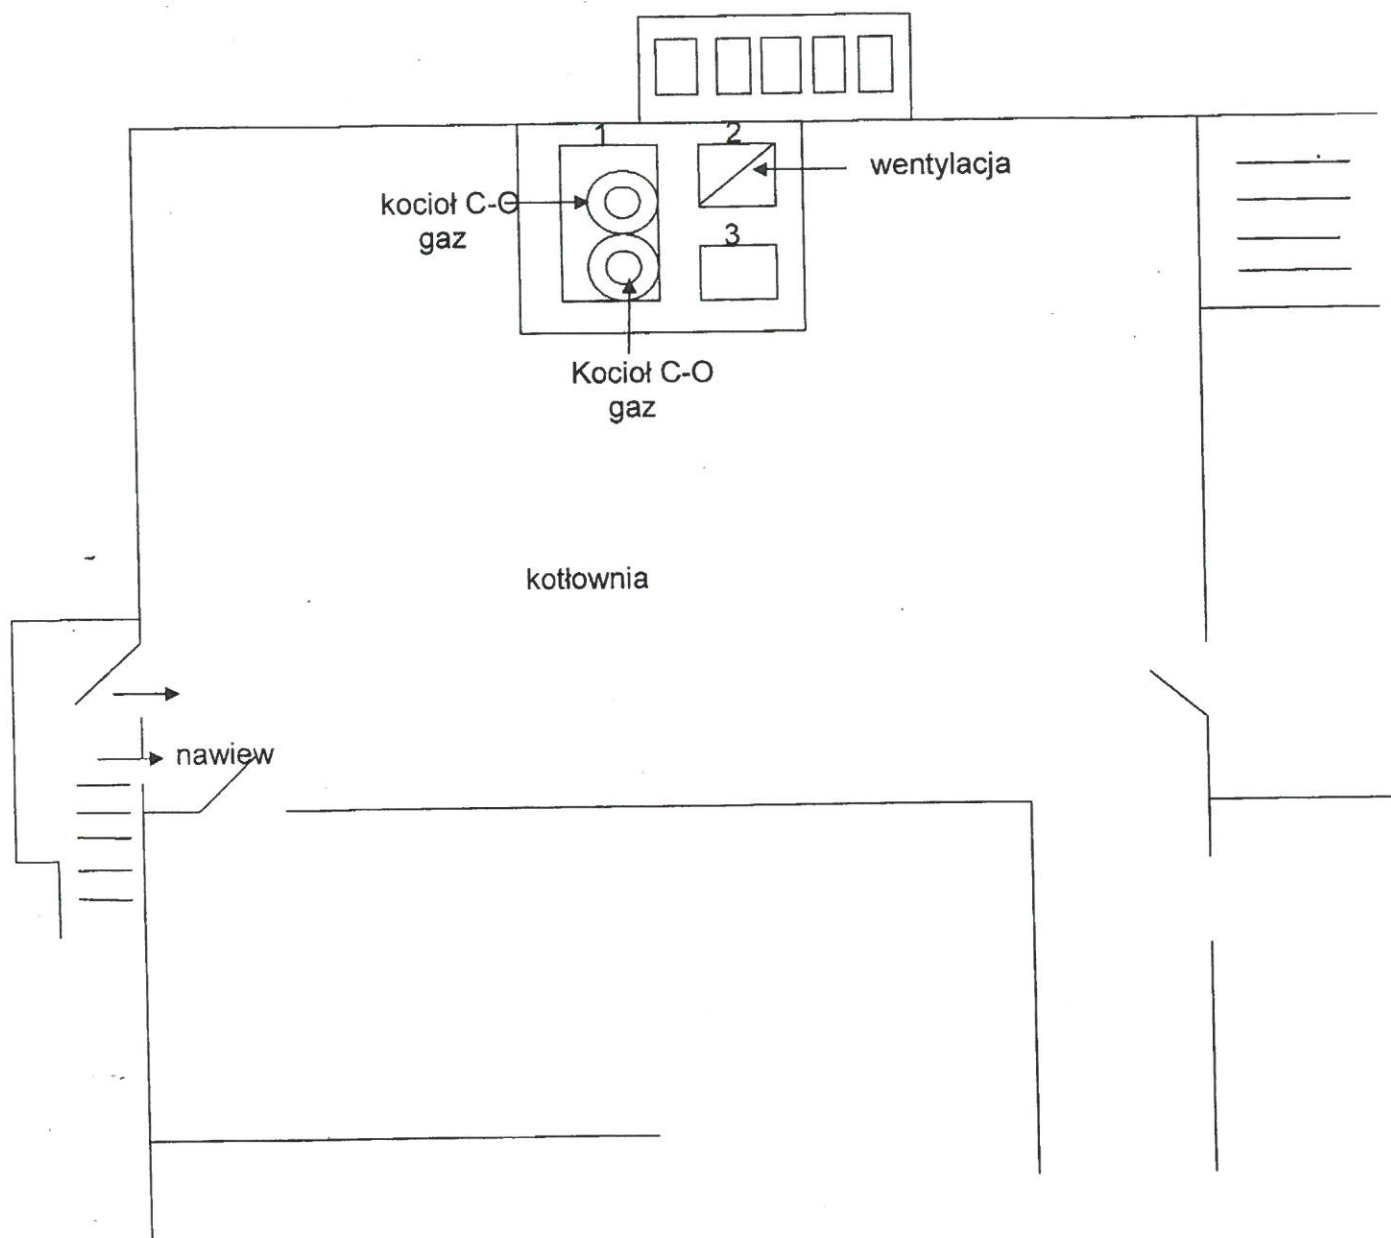 1
2
wentylacja
kocioł C-O
gaz
3
Kocioł C-O
gaz
kotłownia
nawiew